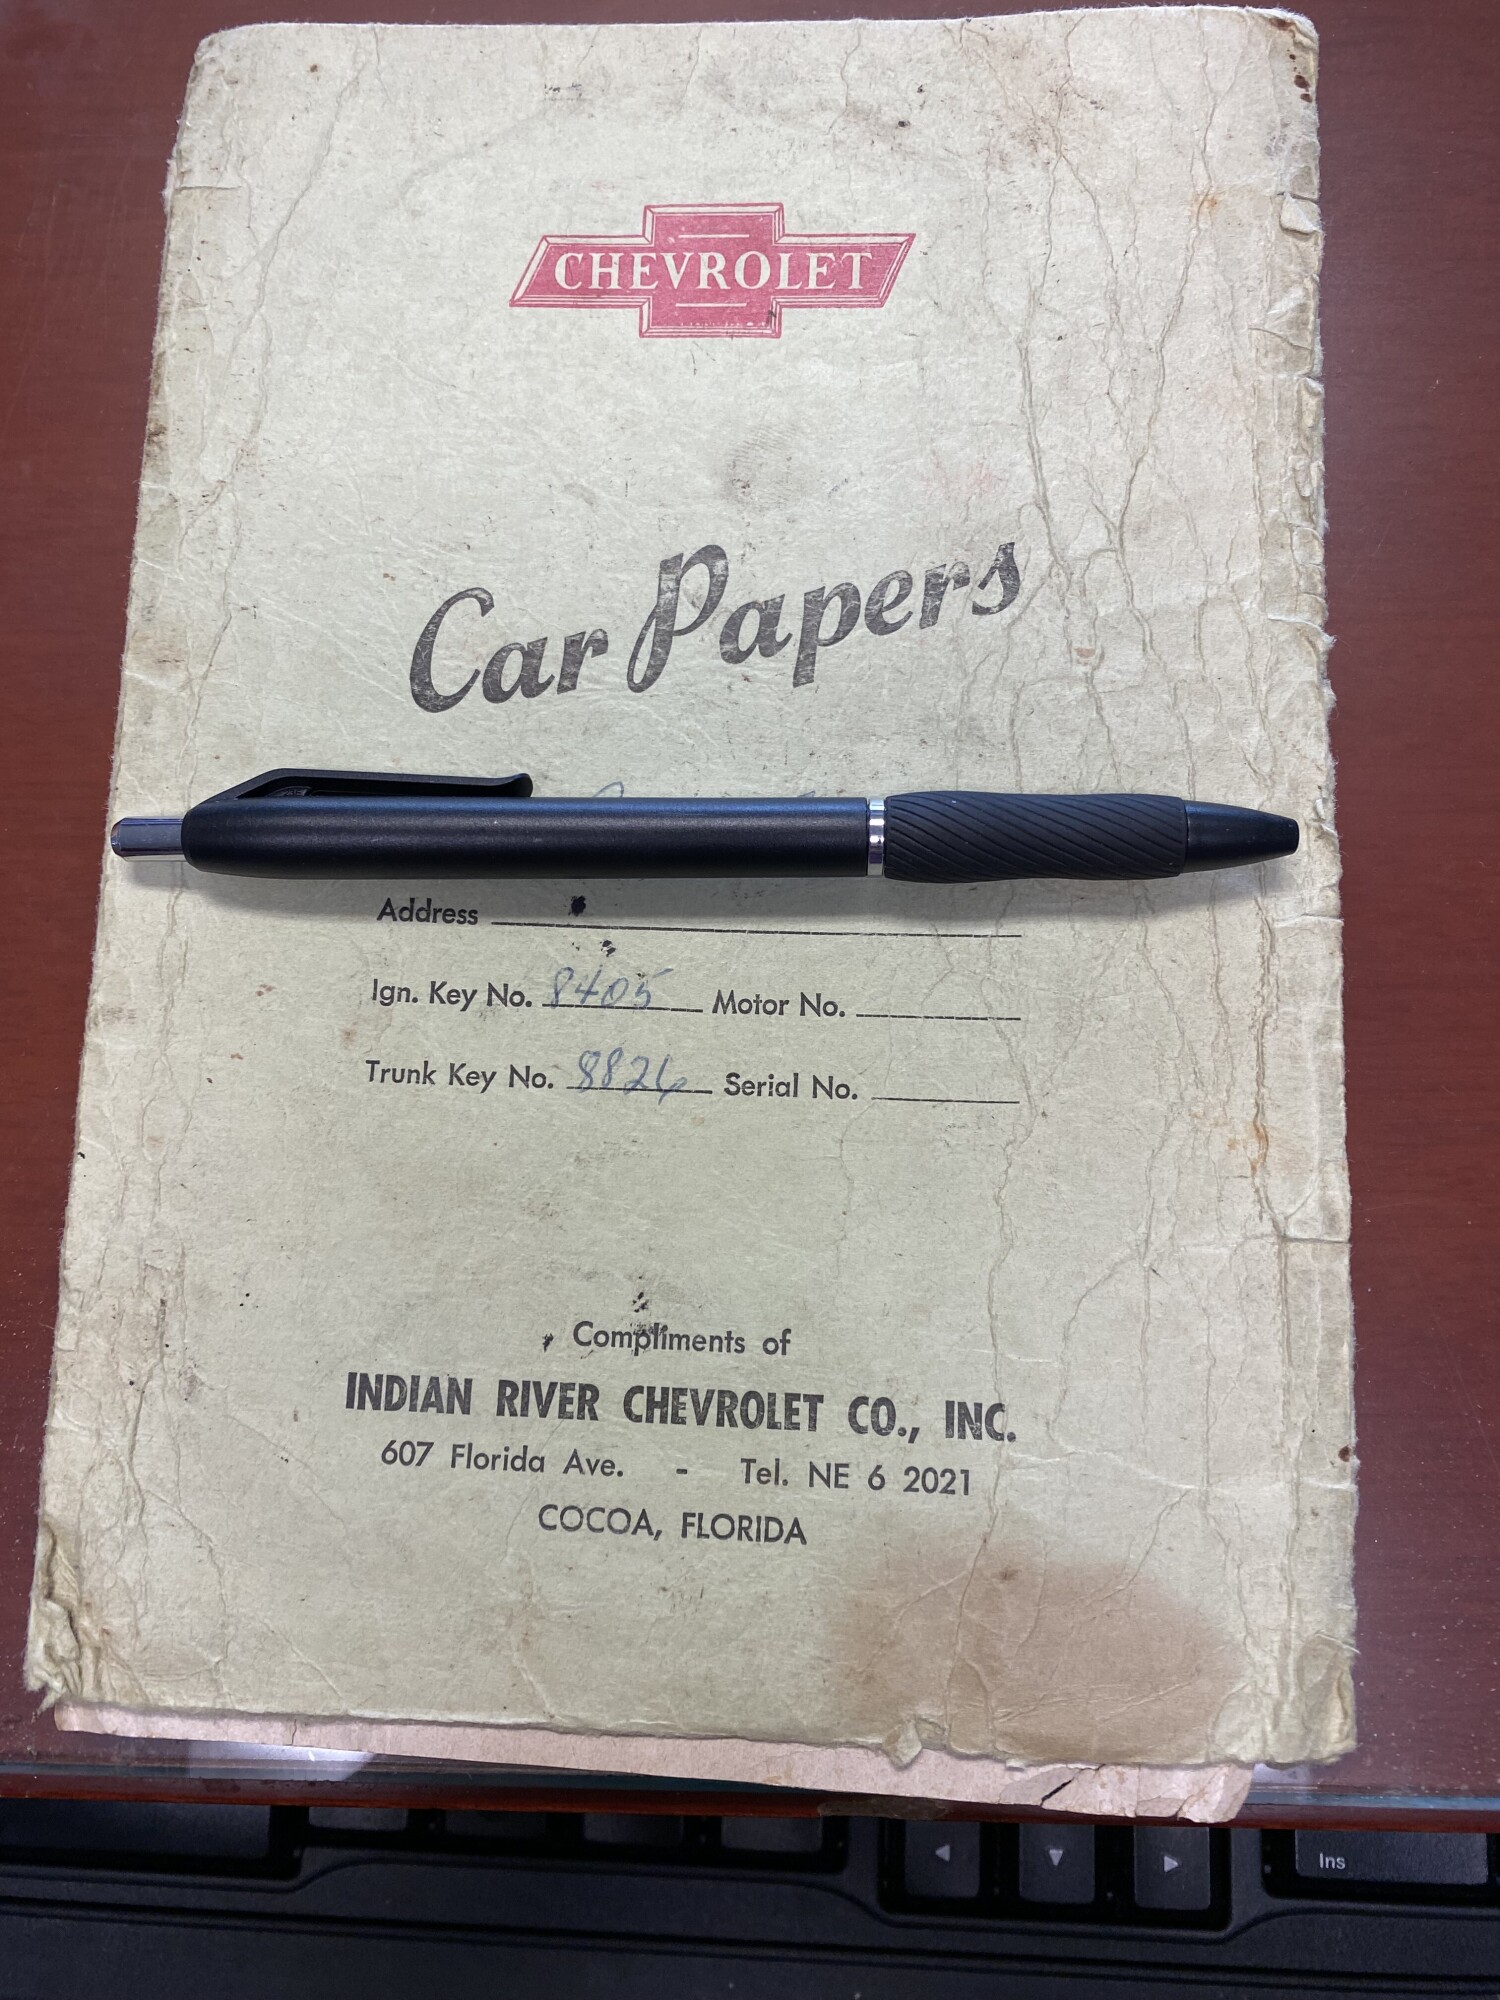 CHEVROLET
Car Papers
Address
Ign. Key No. 8405 Motor No.
Trunk Key No. 8826 Serial No.
Compliments of
INDIAN RIVER CHEVROLET CO., INC.
607 Florida Ave. - Tel. NE 6 2021
COCOA, FLORIDA
Ins